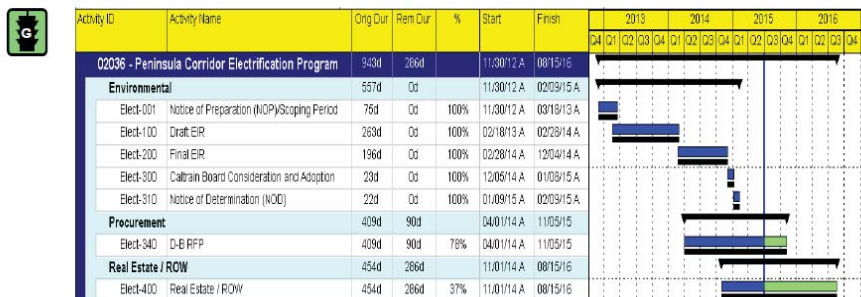 G
Activity ID Activity Name Orig Dur Rem Dur % Start Finish 2013 2014 2015 2016
Q4 Q1 Q2 Q3 Q4 Q1 Q2 Q3 Q4 Q1 Q2 Q3 Q4 Q1 Q2 Q3 Q4
02036 - Peninsula Corridor Electrification Program 943d 286d 11/30/12 A 08/15/16
Environmental 557d 0d 11/30/12 A 02/09/15 A
Elect-001 Notice of Preparation (NOP)/Scoping Period 75d 0d 100% 11/30/12 A 03/18/13 A
Elect-100 Draft EIR 263d 0d 100% 02/18/13 A 02/28/14 A
Elect-200 Final EIR 196d 0d 100% 02/28/14 A 12/04/14 A
Elect-300 Caltrain Board Consideration and Adoption 23d 0d 100% 12/05/14 A 01/08/15 A
Elect-310 Notice of Determination (NOD) 22d 0d 100% 01/09/15 A 02/09/15 A
Procurement 409d 90d 04/01/14 A 11/05/15
Elect-340 D-B RFP 409d 90d 78% 04/01/14 A 11/05/15
Real Estate / ROW 454d 286d 11/01/14 A 08/15/16
Elect-400 Real Estate / ROW 454d 286d 37% 11/01/14 A 08/15/16